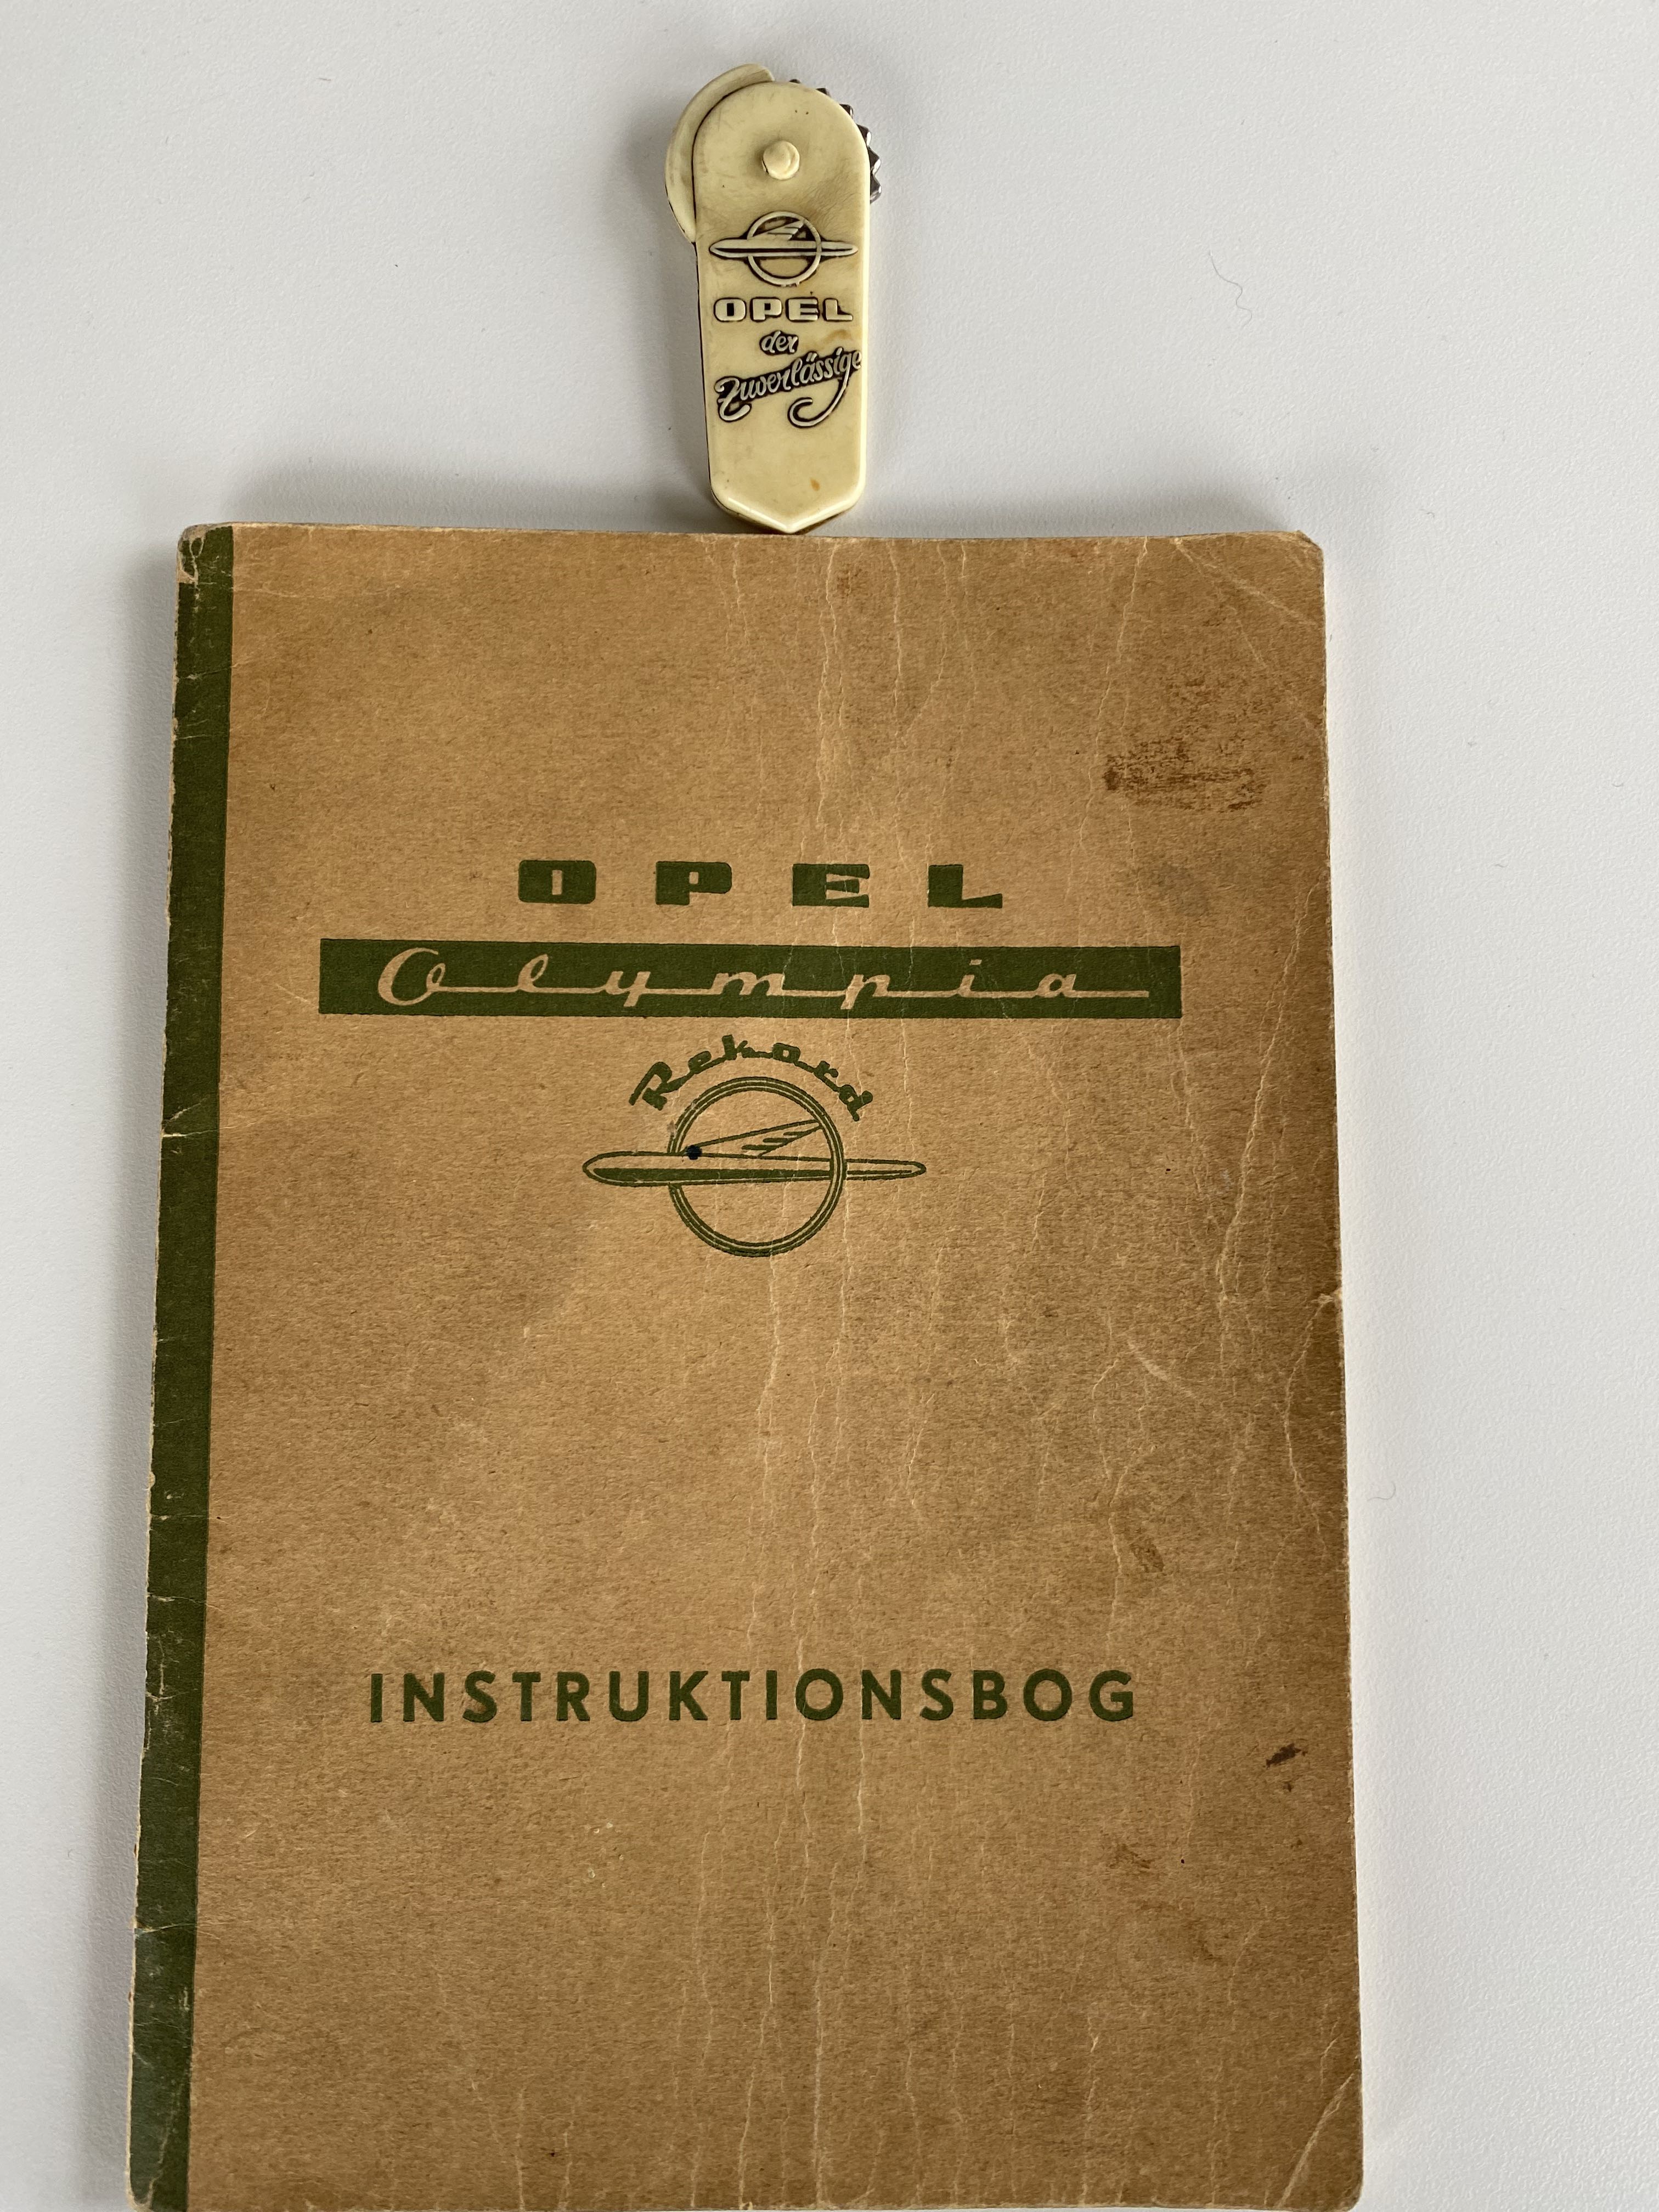 OPEL
der
Zuverlässige
OPEL
Olympia
Rekord
INSTRUKTIONSBOG